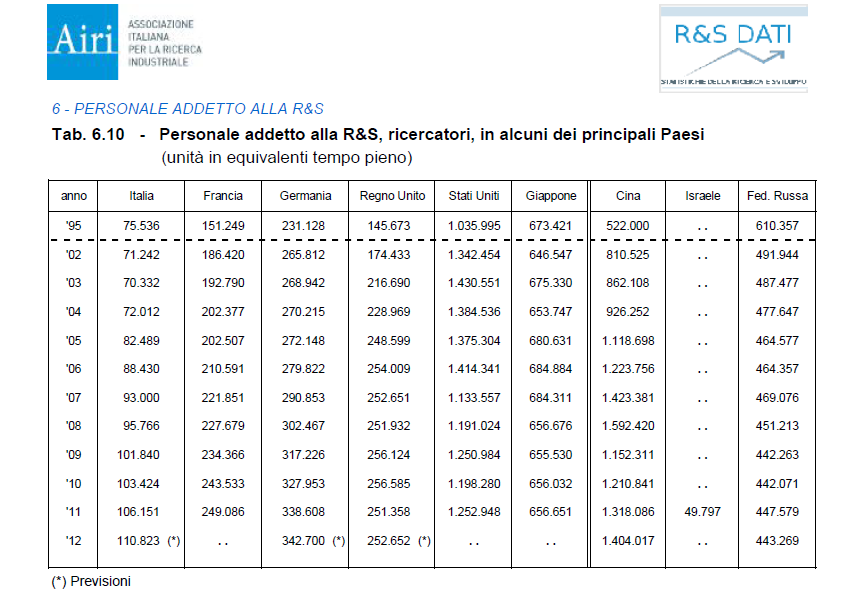 Airi
ASSOCIAZIONE
ITALIANA
PER LA RICERCA
INDUSTRIALE
R&S DATI
STATISTICHE DELLA RICERCA E SVILUPPO
6 - PERSONALE ADDETTO ALLA R&S
Tab. 6.10 - Personale addetto alla R&S, ricercatori, in alcuni dei principali Paesi
(unità in equivalenti tempo pieno)
anno Italia Francia Germania Regno Unito Stati Uniti Giappone Cina Israele Fed. Russa
'95 75.536 151.249 231.128 145.673 1.035.995 673.421 522.000 . . 610.357
'02 71.242 186.420 265.812 174.433 1.342.454 646.547 810.525 . . 491.944
'03 70.332 192.790 268.942 216.690 1.430.551 675.330 862.108 . . 487.477
'04 72.012 202.377 270.215 228.969 1.384.536 653.747 926.252 . . 477.647
'05 82.489 202.507 272.148 248.599 1.375.304 680.631 1.118.698 . . 464.577
'06 88.430 210.591 279.822 254.009 1.414.341 684.884 1.223.756 . . 464.357
'07 93.000 221.851 290.853 252.651 1.133.557 684.311 1.423.381 . . 469.076
'08 95.766 227.679 302.467 251.932 1.191.024 656.676 1.592.420 . . 451.213
'09 101.840 234.366 317.226 256.124 1.250.984 655.530 1.152.311 . . 442.263
'10 103.424 243.533 327.953 256.585 1.198.280 656.032 1.210.841 . . 442.071
'11 106.151 249.086 338.608 251.358 1.252.948 656.651 1.318.086 49.797 447.579
'12 110.823 (*) . . 342.700 (*) 252.652 (*) . . . . 1.404.017 . . 443.269
(*) Previsioni